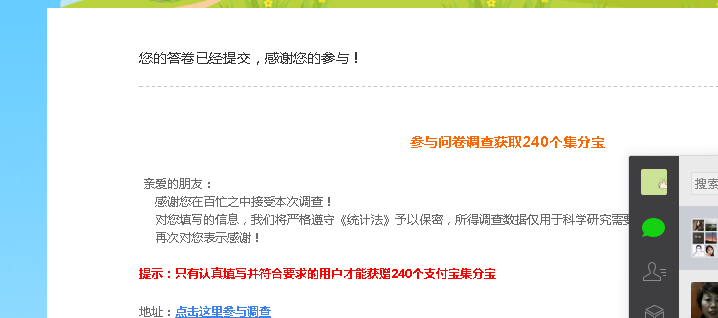 您的答卷已经提交，感谢您的参与！
参与问卷调查获取240个集分宝
亲爱的朋友：
感谢您在百忙之中接受本次调查！
对您填写的信息，我们将严格遵守《统计法》予以保密，所得调查数据仅用于科学研究需要
再次对您表示感谢！
提示：只有认真填写并符合要求的用户才能获赠240个支付宝集分宝
地址：点击这里参与调查
搜索